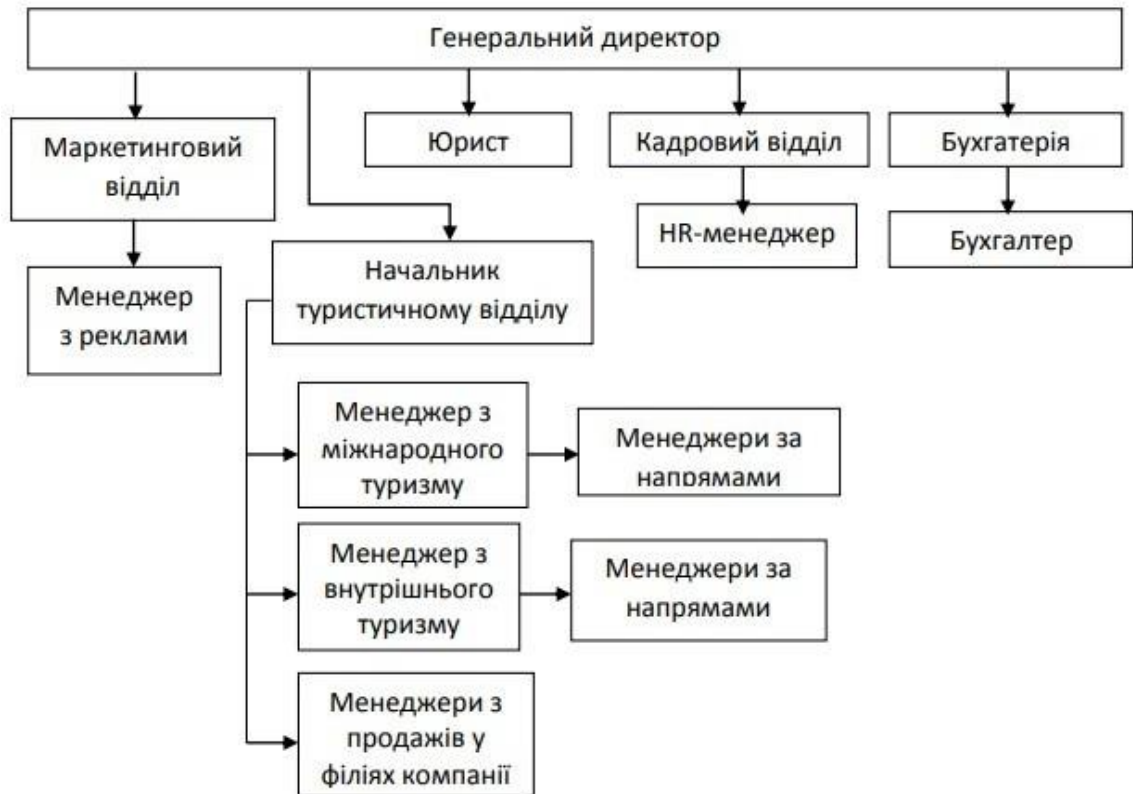 Генеральний директор
Маркетинговий
відділ
Юрист
Кадровий відділ
Бухгатерія
HR-менеджер
Бухгалтер
Менеджер
з реклами
Начальник
туристичному відділу
Менеджер з
міжнародного
туризму
Менеджери за
напрямами
Менеджер з
внутрішнього
туризму
Менеджери за
напрямами
Менеджери з
продажів у
філіях компанії